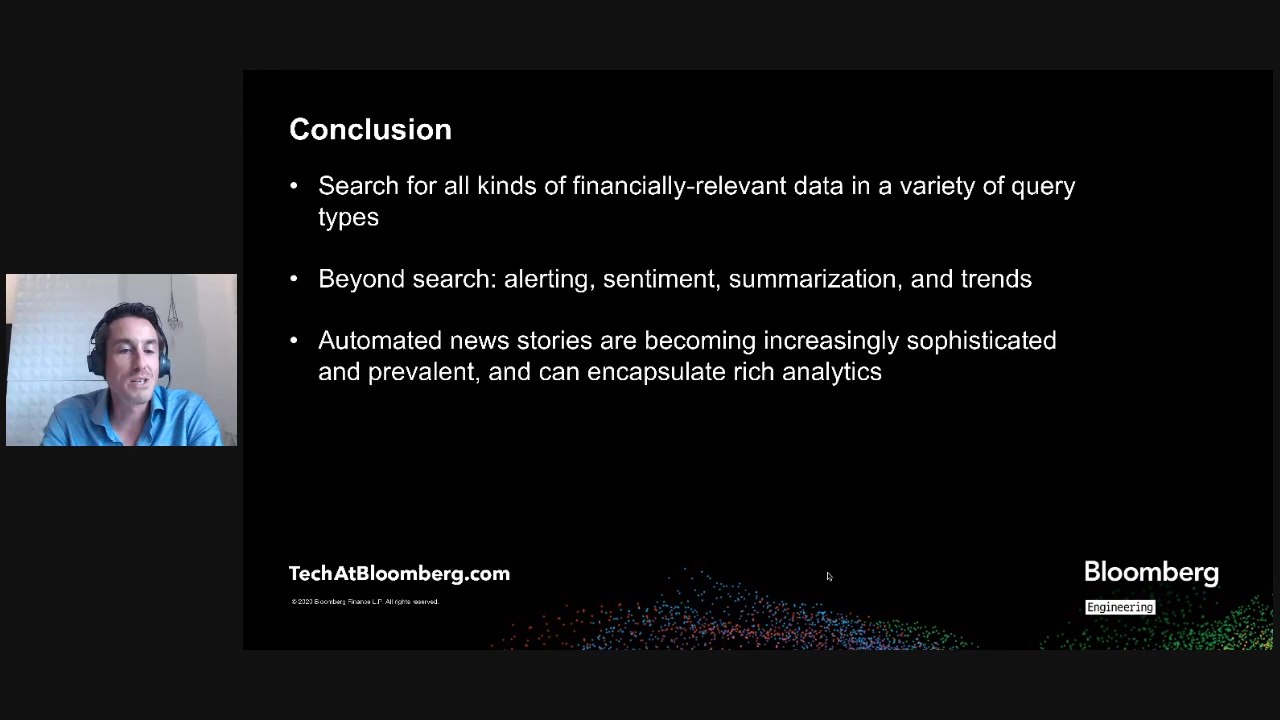 Conclusion
• Search for all kinds of financially-relevant data in a variety of query
types
• Beyond search: alerting, sentiment, summarization, and trends
• Automated news stories are becoming increasingly sophisticated
and prevalent, and can encapsulate rich analytics
TechAtBloomberg.com
© 2020 Bloomberg Finance L.P. All rights reserved.
Bloomberg
Engineering